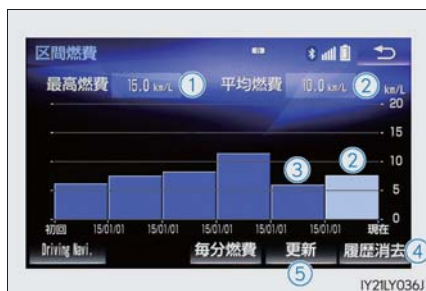 区間燃費
最高燃費 15.0 km/L ① 平均燃費 10.0 km/L ② km/L
20
15
10
5
0
③ ②
初回 15/01/01 15/01/01 15/01/01 15/01/01 15/01/01 現在
Driving Navi. 毎分燃費 更新 履歴消去 ④
⑤
IY21LY036J